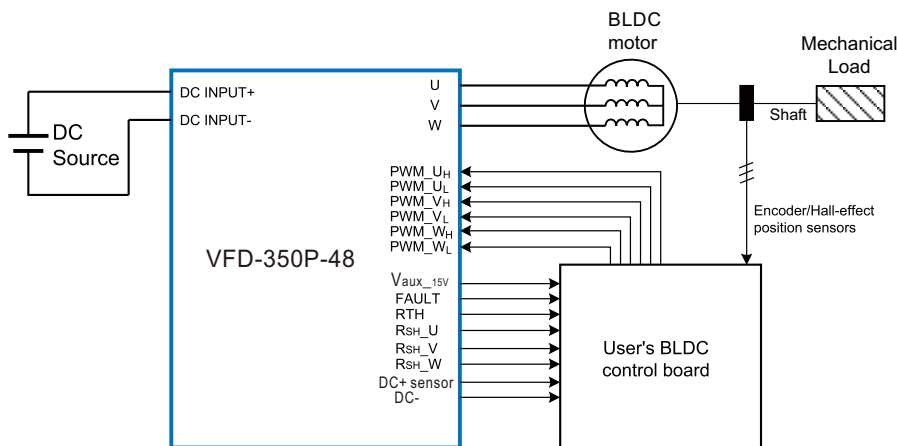 BLDC
motor
Mechanical
Load
Shaft
DC INPUT+
DC INPUT-
DC
Source
U
V
W
PWM_UH
PWM_UL
PWM_VH
PWM_VL
PWM_WH
PWM_WL
Encoder/Hall-effect
position sensors
VFD-350P-48
Vaux_15V
FAULT
RTH
RSH_U
RSH_V
RSH_W
DC+ sensor
DC-
User's BLDC
control board